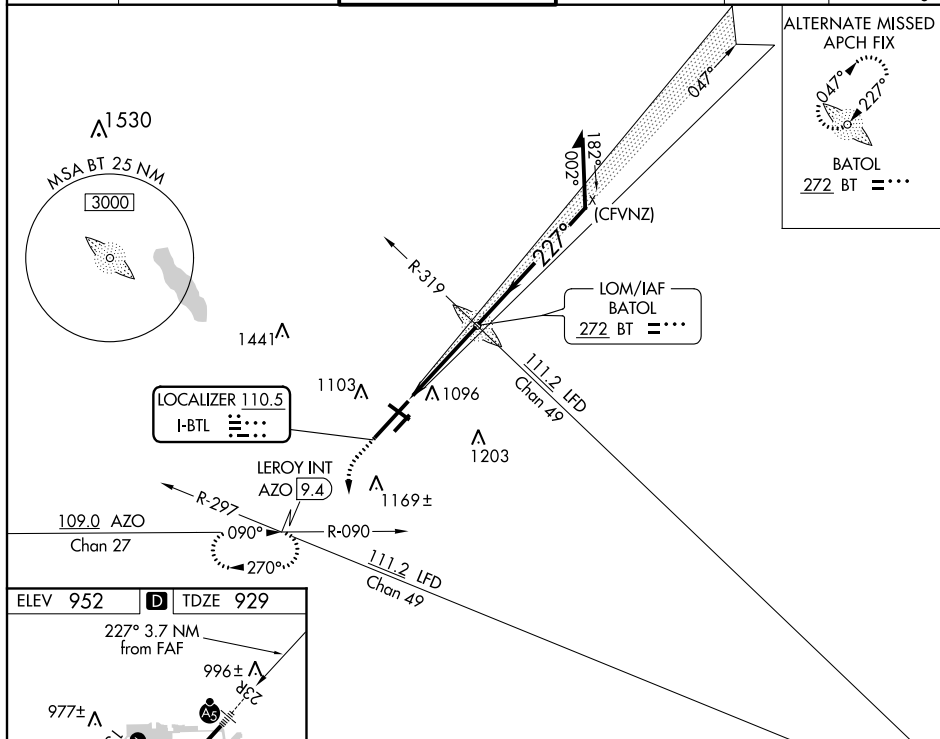 ALTERNATE MISSED
APCH FIX
047°
227°
BATOL
272 BT
1530
MSA BT 25 NM
3000
047°
182°
002°
(CFVNZ)
227°
R-319
LOM/IAF
BATOL
272 BT
1441
111.2 LFD
Chan 49
1103
1096
LOCALIZER 110.5
I-BTL
1203
LEROY INT
AZO 9.4
1169±
R-297
109.0 AZO
Chan 27
090°
R-090
270°
111.2 LFD
Chan 49
ELEV 952
D
TDZE 929
227° 3.7 NM
from FAF
996±
23R
A5
977±